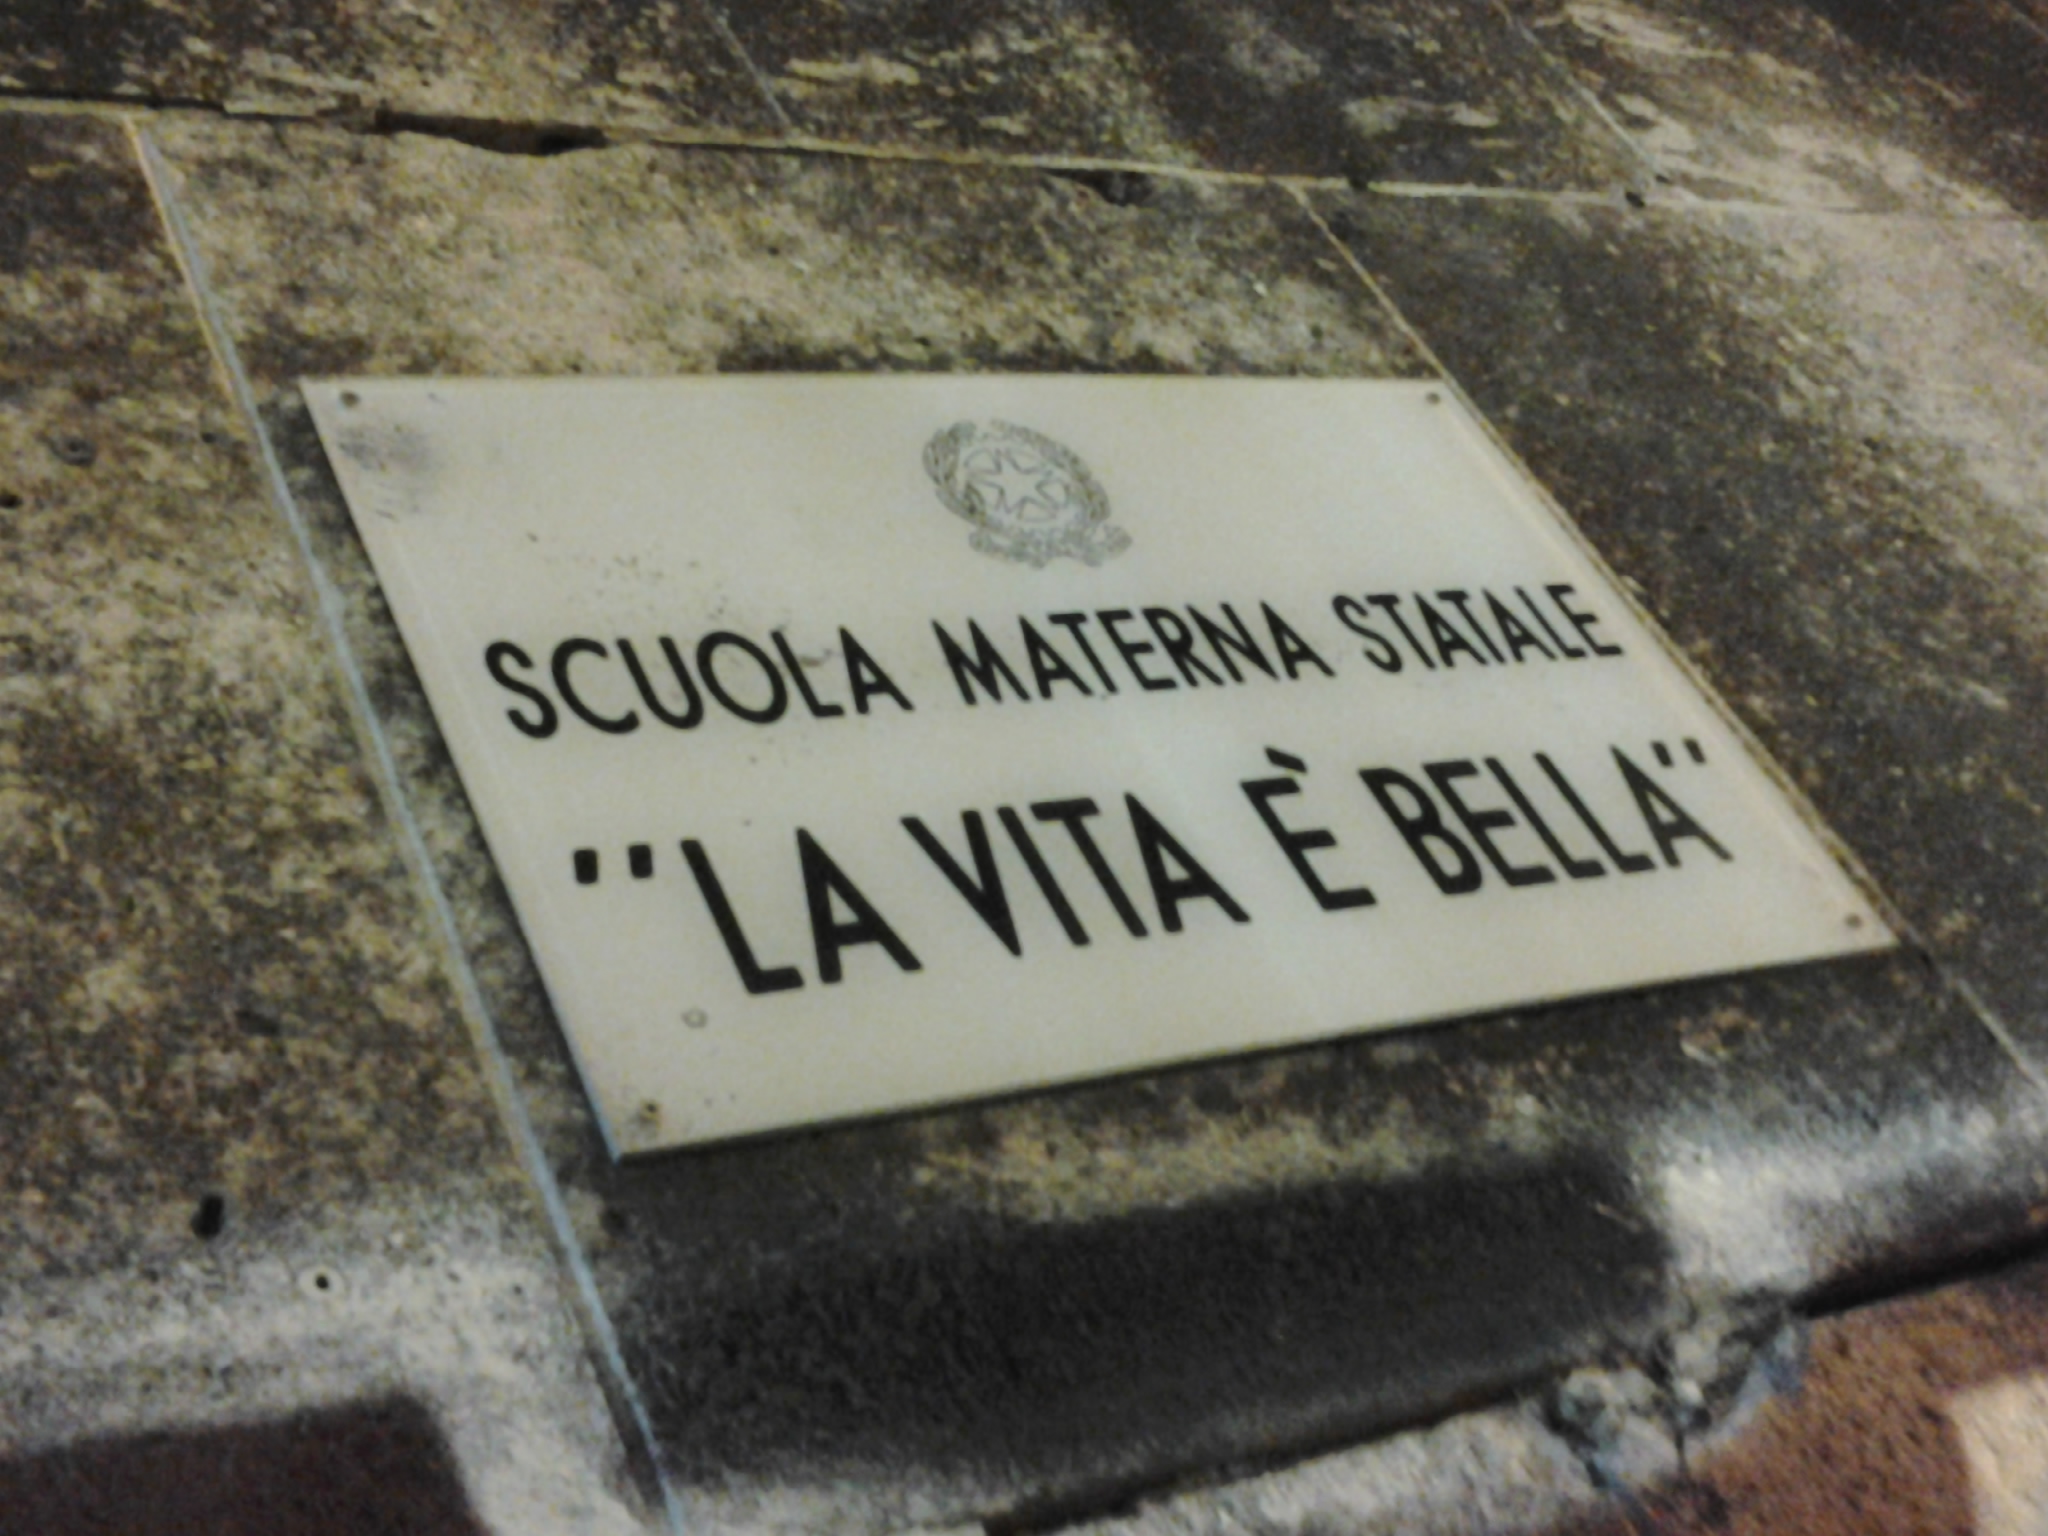 SCUOLA MATERNA STATALE
"LA VITA È BELLA"